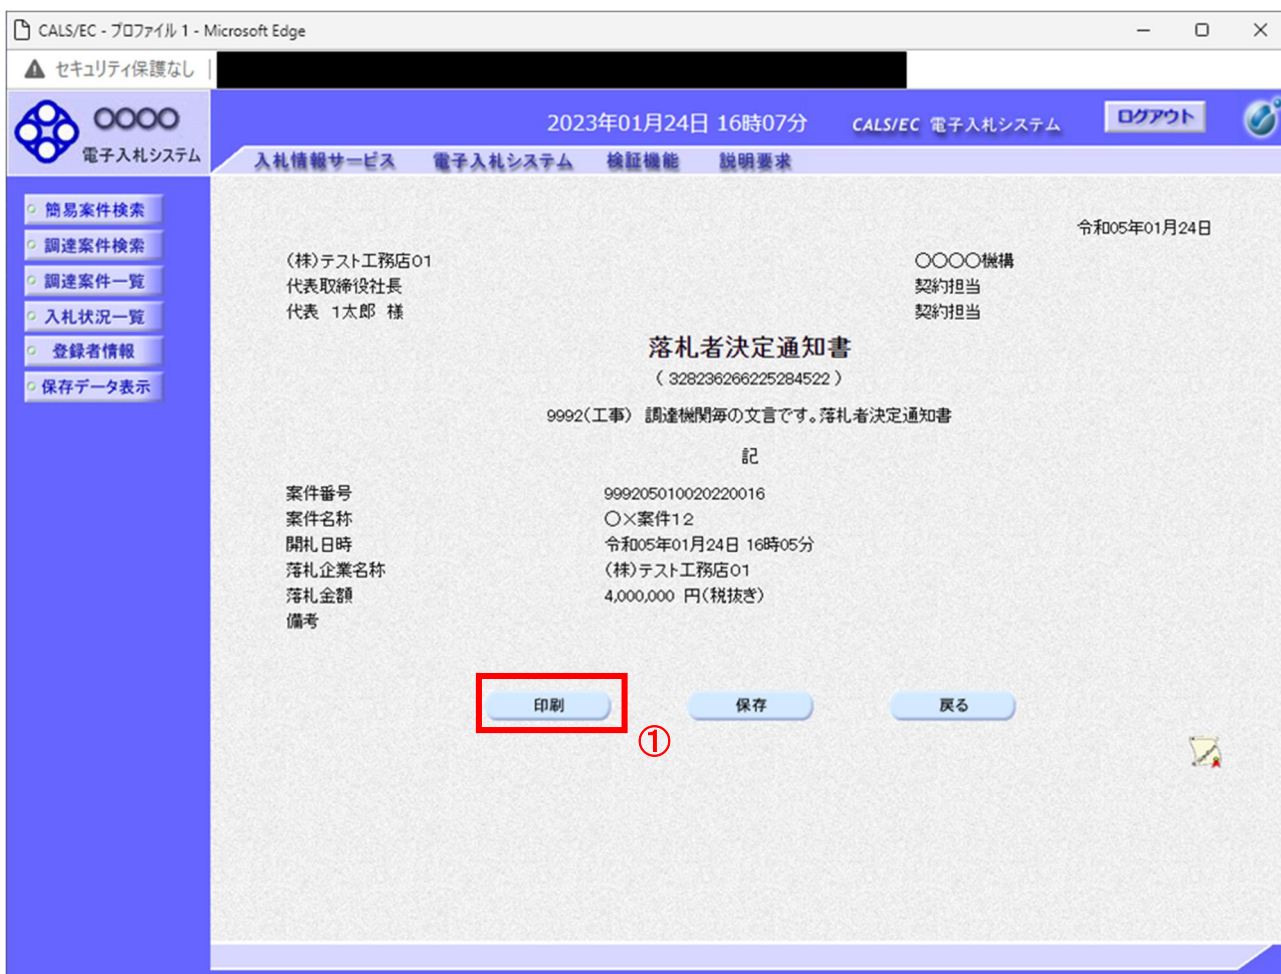 CALS/EC - プロファイル 1 - Microsoft Edge
セキュリティ保護なし
○○○○
電子入札システム
2023年01月24日 16時07分
CALS/EC 電子入札システム
ログアウト
入札情報サービス 電子入札システム 検証機能 説明要求
簡易案件検索
調達案件検索
調達案件一覧
入札状況一覧
登録者情報
保存データ表示
令和05年01月24日
(株)テスト工務店01
代表取締役社長
代表 1太郎 様
○○○○機構
契約担当
契約担当
落札者決定通知書
( 328236266225284522 )
9992(工事) 調達機関毎の文言です。落札者決定通知書
記
案件番号 999205010020220016
案件名称 ○×案件12
開札日時 令和05年01月24日 16時05分
落札企業名称 (株)テスト工務店01
落札金額 4,000,000 円(税抜き)
備考
印刷 保存 戻る
①